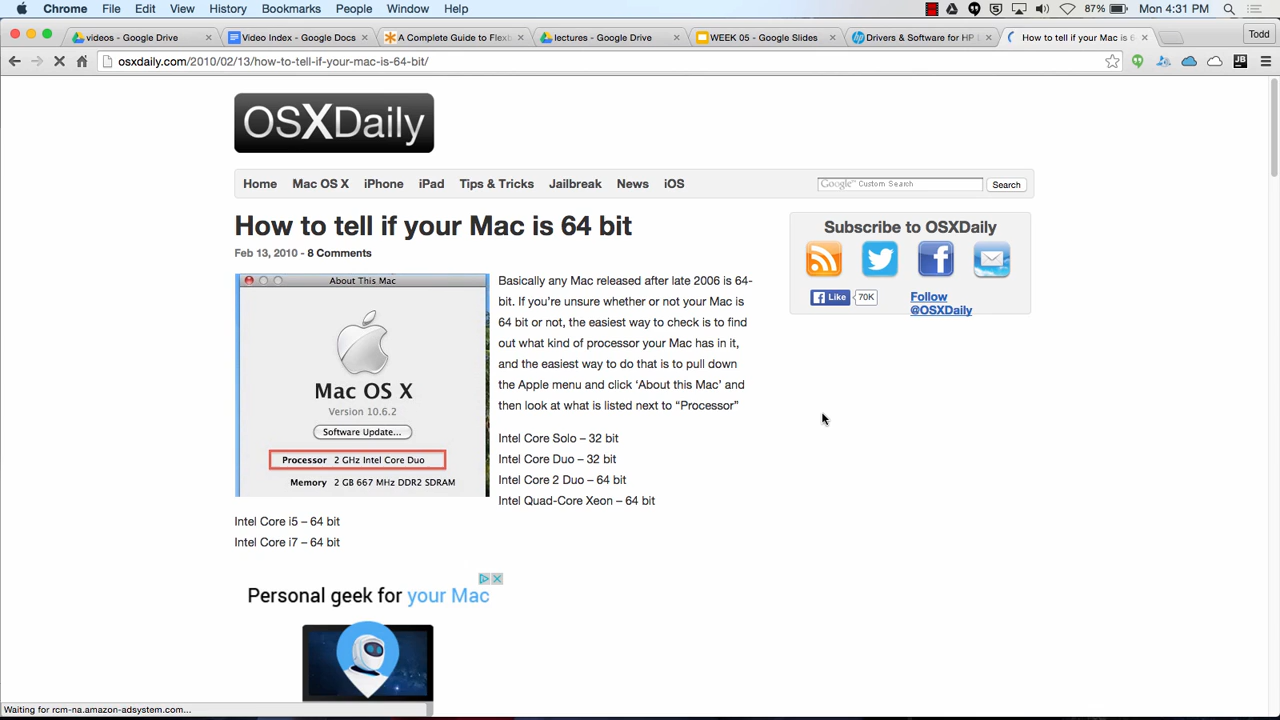 Chrome File Edit View History Bookmarks People Window Help 87% Mon 4:31 PM
videos - Google Drive Video Index - Google Docs A Complete Guide to Flexb lectures - Google Drive WEEK 05 - Google Slides Drivers & Software for HP L How to tell if your Mac is 6 Todd
osxdaily.com/2010/02/13/how-to-tell-if-your-mac-is-64-bit/
OSXDaily
Home Mac OS X iPhone iPad Tips & Tricks Jailbreak News iOS Google Custom Search Search
How to tell if your Mac is 64 bit
Feb 13, 2010 - 8 Comments
About This Mac
Mac OS X
Version 10.6.2
Software Update...
Processor 2 GHz Intel Core Duo
Memory 2 GB 667 MHz DDR2 SDRAM
Basically any Mac released after late 2006 is 64-
bit. If you're unsure whether or not your Mac is
64 bit or not, the easiest way to check is to find
out what kind of processor your Mac has in it,
and the easiest way to do that is to pull down
the Apple menu and click ‘About this Mac’ and
then look at what is listed next to “Processor”
Intel Core Solo – 32 bit
Intel Core Duo – 32 bit
Intel Core 2 Duo – 64 bit
Intel Quad-Core Xeon – 64 bit
Intel Core i5 – 64 bit
Intel Core i7 – 64 bit
Subscribe to OSXDaily
Like 70K
Follow
@OSXDaily
Personal geek for your Mac
Waiting for rcm-na.amazon-adsystem.com...